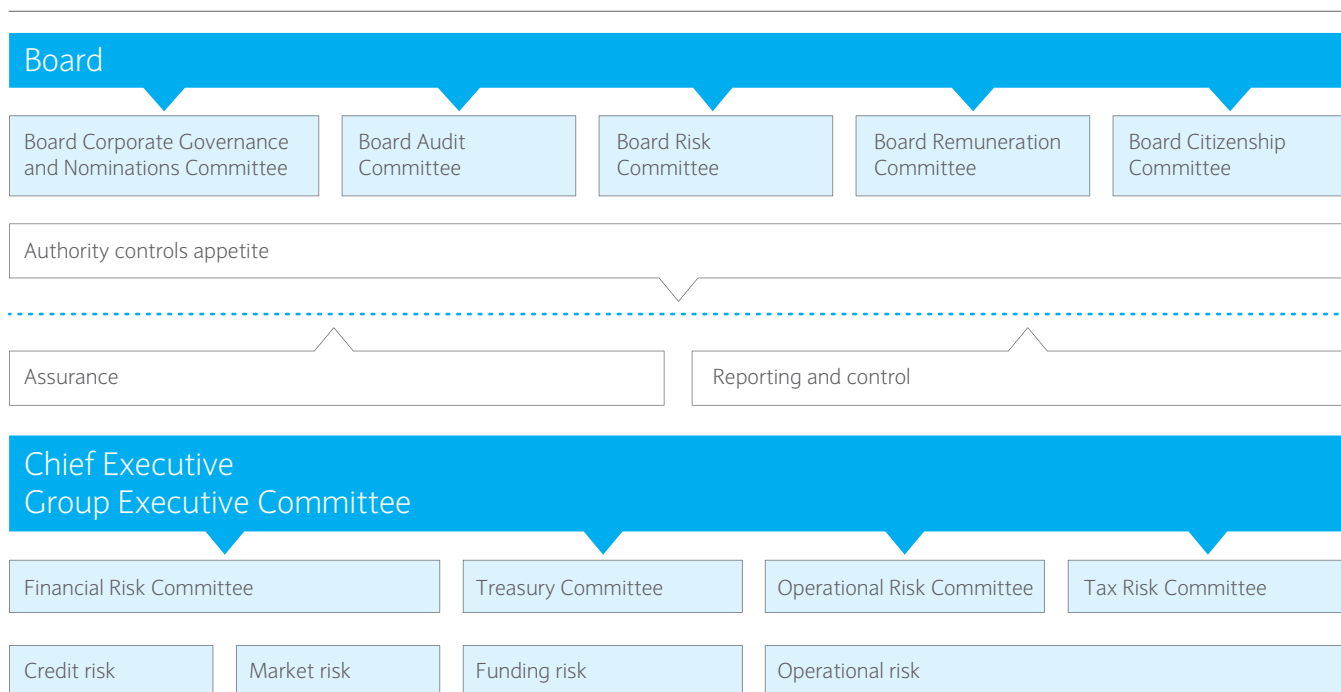 Board
Board Corporate Governance
and Nominations Committee
Board Audit
Committee
Board Risk
Committee
Board Remuneration
Committee
Board Citizenship
Committee
Authority controls appetite
Assurance
Reporting and control
Chief Executive
Group Executive Committee
Financial Risk Committee
Treasury Committee
Operational Risk Committee
Tax Risk Committee
Credit risk
Market risk
Funding risk
Operational risk